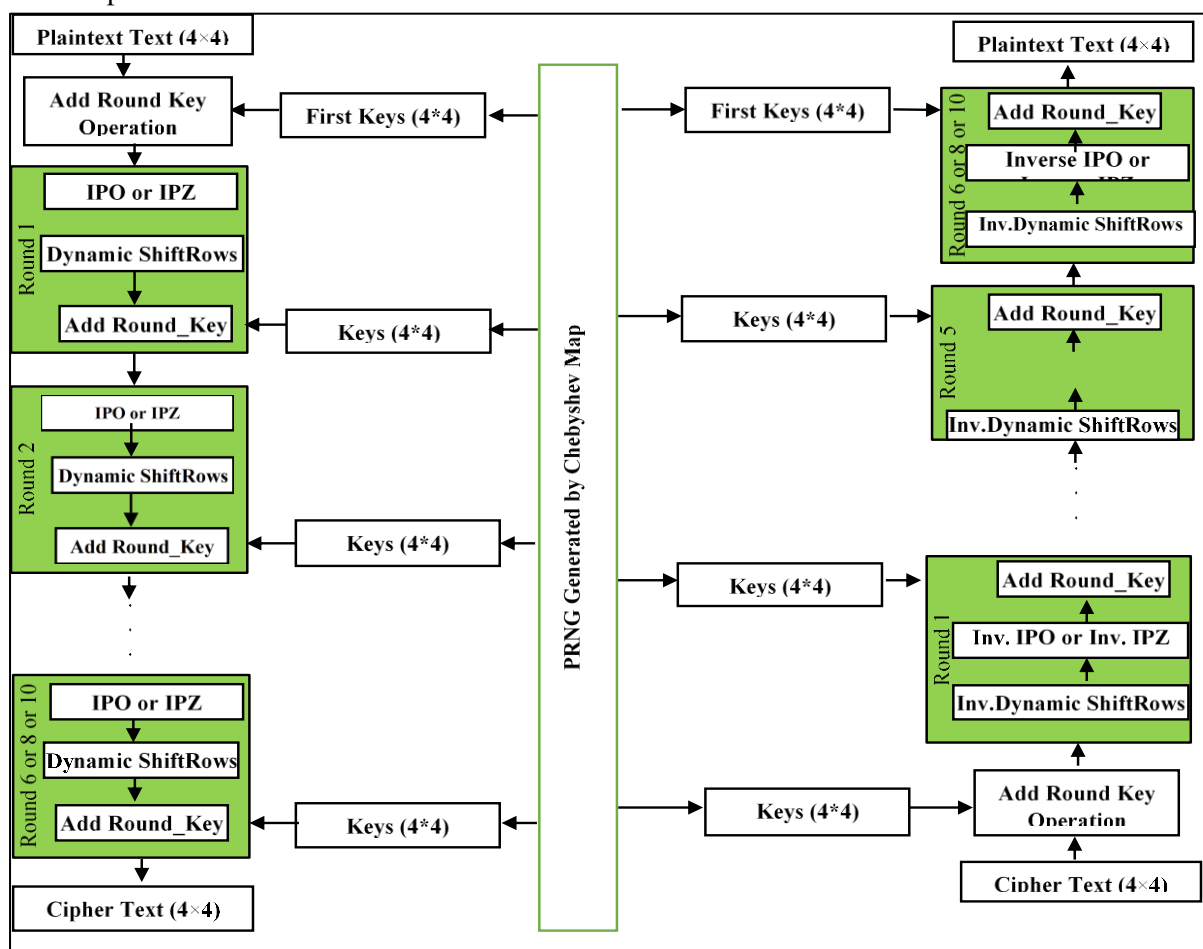 Plaintext Text (4×4)
Add Round Key
Operation
First Keys (4*4)
Round 1
IPO or IPZ
Dynamic ShiftRows
Add Round_Key
Keys (4*4)
Round 2
IPO or IPZ
Dynamic ShiftRows
Add Round_Key
Keys (4*4)
.
.
.
Round 6 or 8 or 10
IPO or IPZ
Dynamic ShiftRows
Add Round_Key
Keys (4*4)
Cipher Text (4×4)
PRNG Generated by Chebyshev Map
Plaintext Text (4×4)
First Keys (4*4)
Round 6 or 8 or 10
Add Round_Key
Inverse IPO or
Inv.Dynamic ShiftRows
Keys (4*4)
Round 5
Add Round_Key
Inv.Dynamic ShiftRows
.
.
.
Keys (4*4)
Round 1
Add Round_Key
Inv. IPO or Inv. IPZ
Inv.Dynamic ShiftRows
Keys (4*4)
Add Round Key
Operation
Cipher Text (4×4)